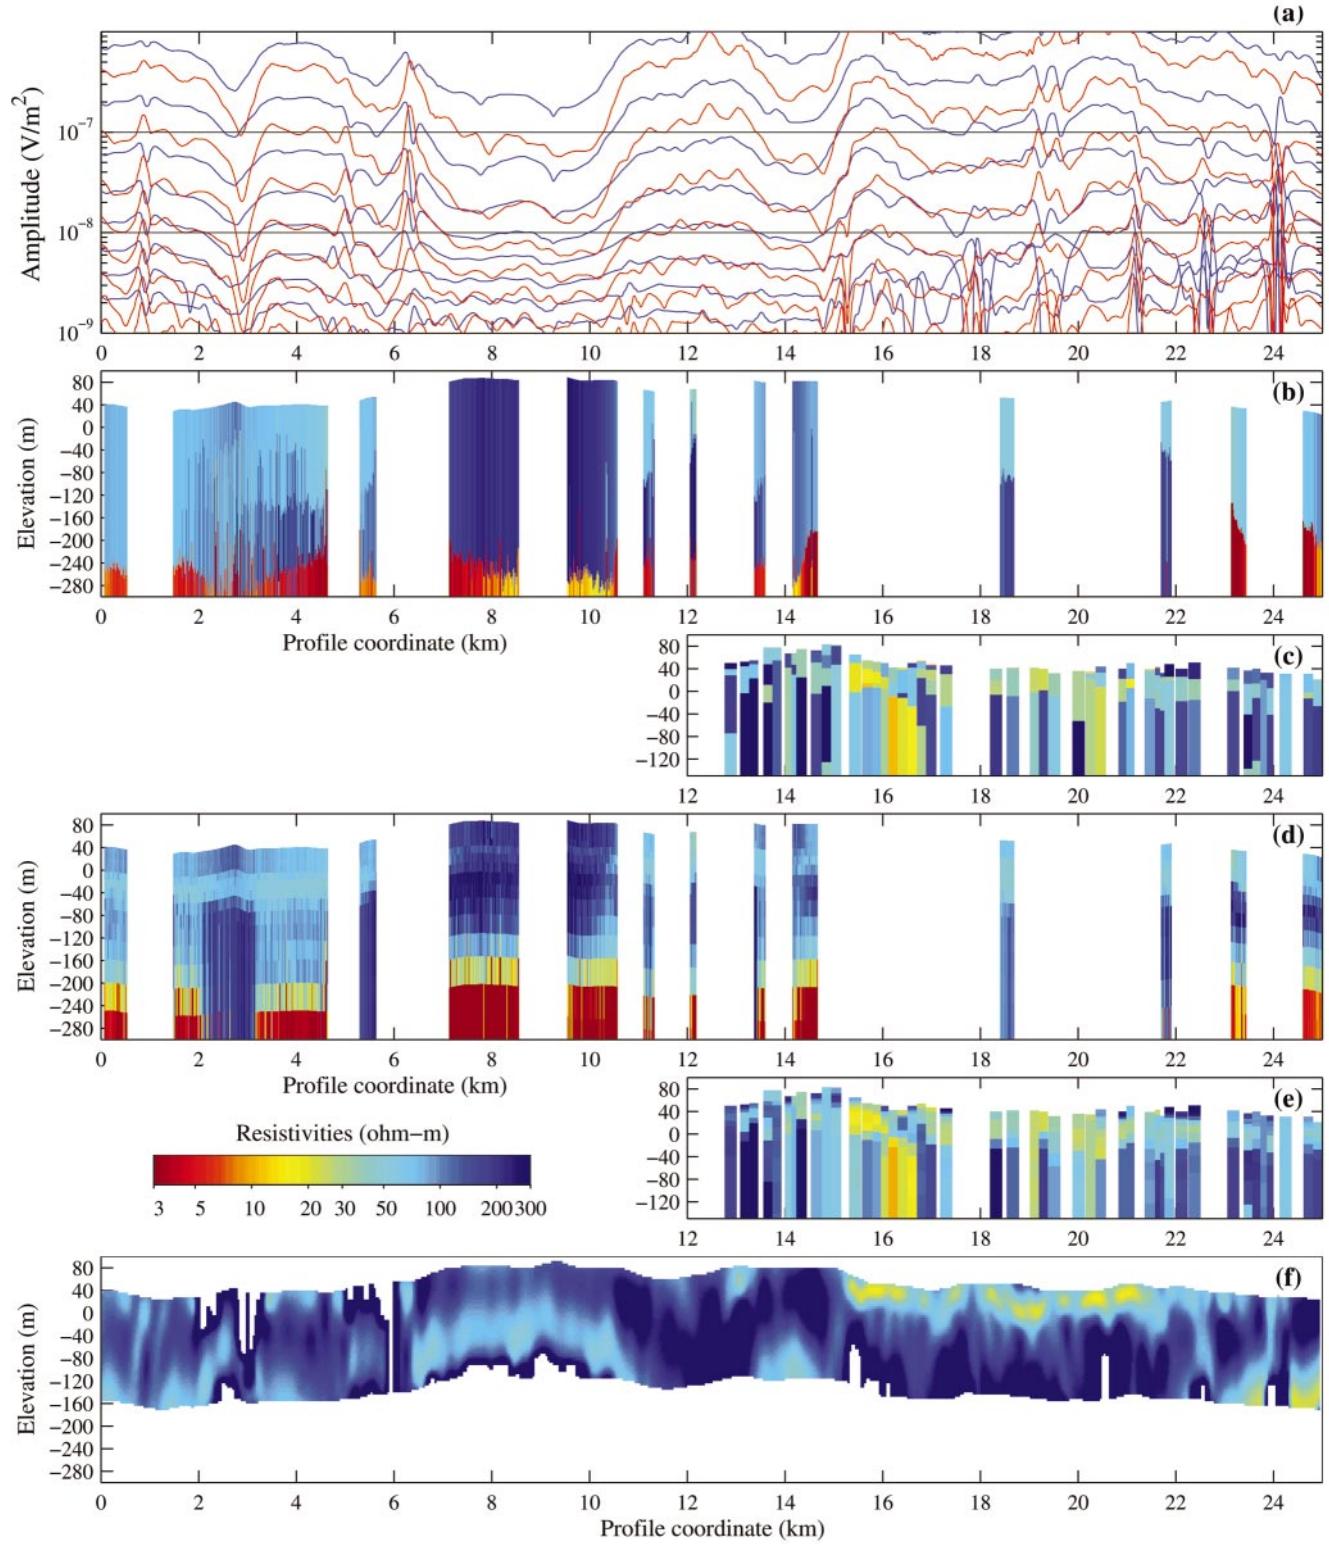 (a)
Amplitude (V/m²)
10⁻⁷
10⁻⁸
10⁻⁹
0 2 4 6 8 10 12 14 16 18 20 22 24
(b)
Elevation (m)
80
40
0
−40
−80
−120
−160
−200
−240
−280
0 2 4 6 8 10 12 14 16 18 20 22 24
Profile coordinate (km)
(c)
80
40
0
−40
−80
−120
12 14 16 18 20 22 24
(d)
Elevation (m)
80
40
0
−40
−80
−120
−160
−200
−240
−280
0 2 4 6 8 10 12 14 16 18 20 22 24
Profile coordinate (km)
(e)
80
40
0
−40
−80
−120
12 14 16 18 20 22 24
Resistivities (ohm−m)
3 5 10 20 30 50 100 200 300
(f)
Elevation (m)
80
40
0
−40
−80
−120
−160
−200
−240
−280
0 2 4 6 8 10 12 14 16 18 20 22 24
Profile coordinate (km)